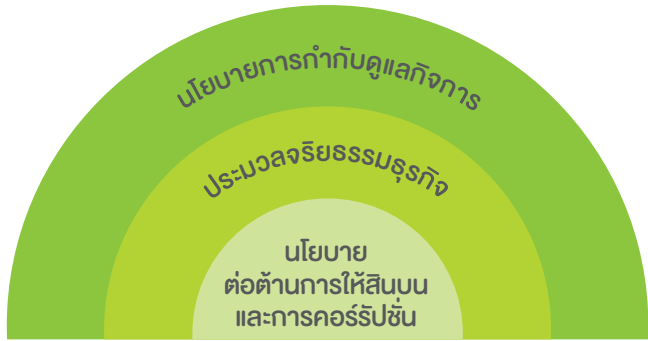 นโยบายการกำกับดูแลกิจการ
ประมวลจริยธรรมธุรกิจ
นโยบาย
ต่อต้านการให้สินบน
และการคอร์รัปชั่น